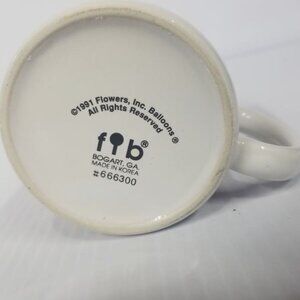 ©1991 Flowers, Inc. Balloons®
All Rights Reserved
fib®
BOGART, GA.
MADE IN KOREA
#666300